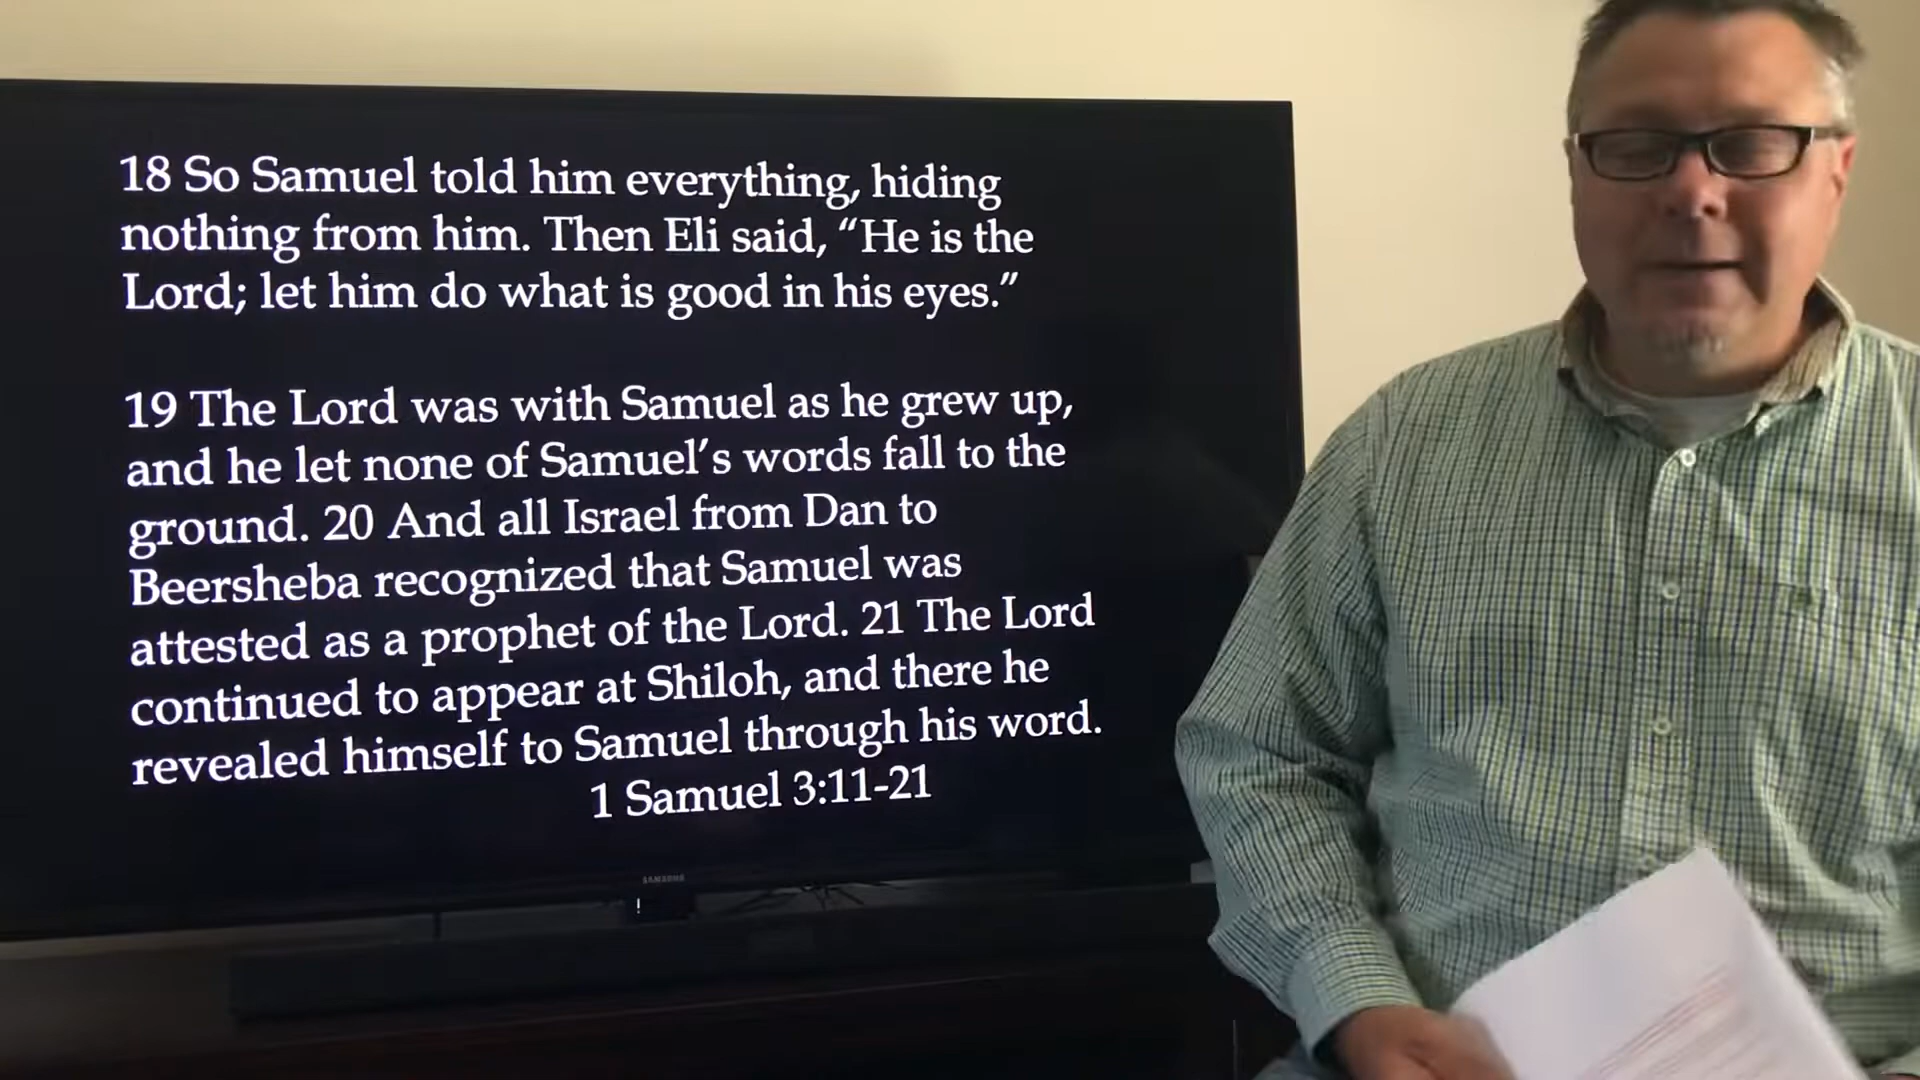 18 So Samuel told him everything, hiding
nothing from him. Then Eli said, “He is the
Lord; let him do what is good in his eyes.”
19 The Lord was with Samuel as he grew up,
and he let none of Samuel’s words fall to the
ground. 20 And all Israel from Dan to
Beersheba recognized that Samuel was
attested as a prophet of the Lord. 21 The Lord
continued to appear at Shiloh, and there he
revealed himself to Samuel through his word.
1 Samuel 3:11-21
SAMSUNG